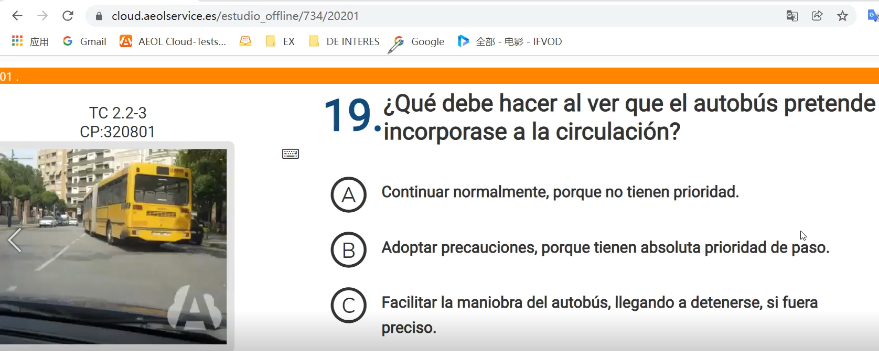 cloud.aeolservice.es/estudio_offline/734/20201
应用 Gmail AEOL Cloud-Tests... EX DE INTERES Google 全部 - 电影 - IFVOD
01 .
TC 2.2-3
CP:320801
19. ¿Qué debe hacer al ver que el autobús pretende
incorporase a la circulación?
A Continuar normalmente, porque no tienen prioridad.
B Adoptar precauciones, porque tienen absoluta prioridad de paso.
C Facilitar la maniobra del autobús, llegando a detenerse, si fuera
preciso.